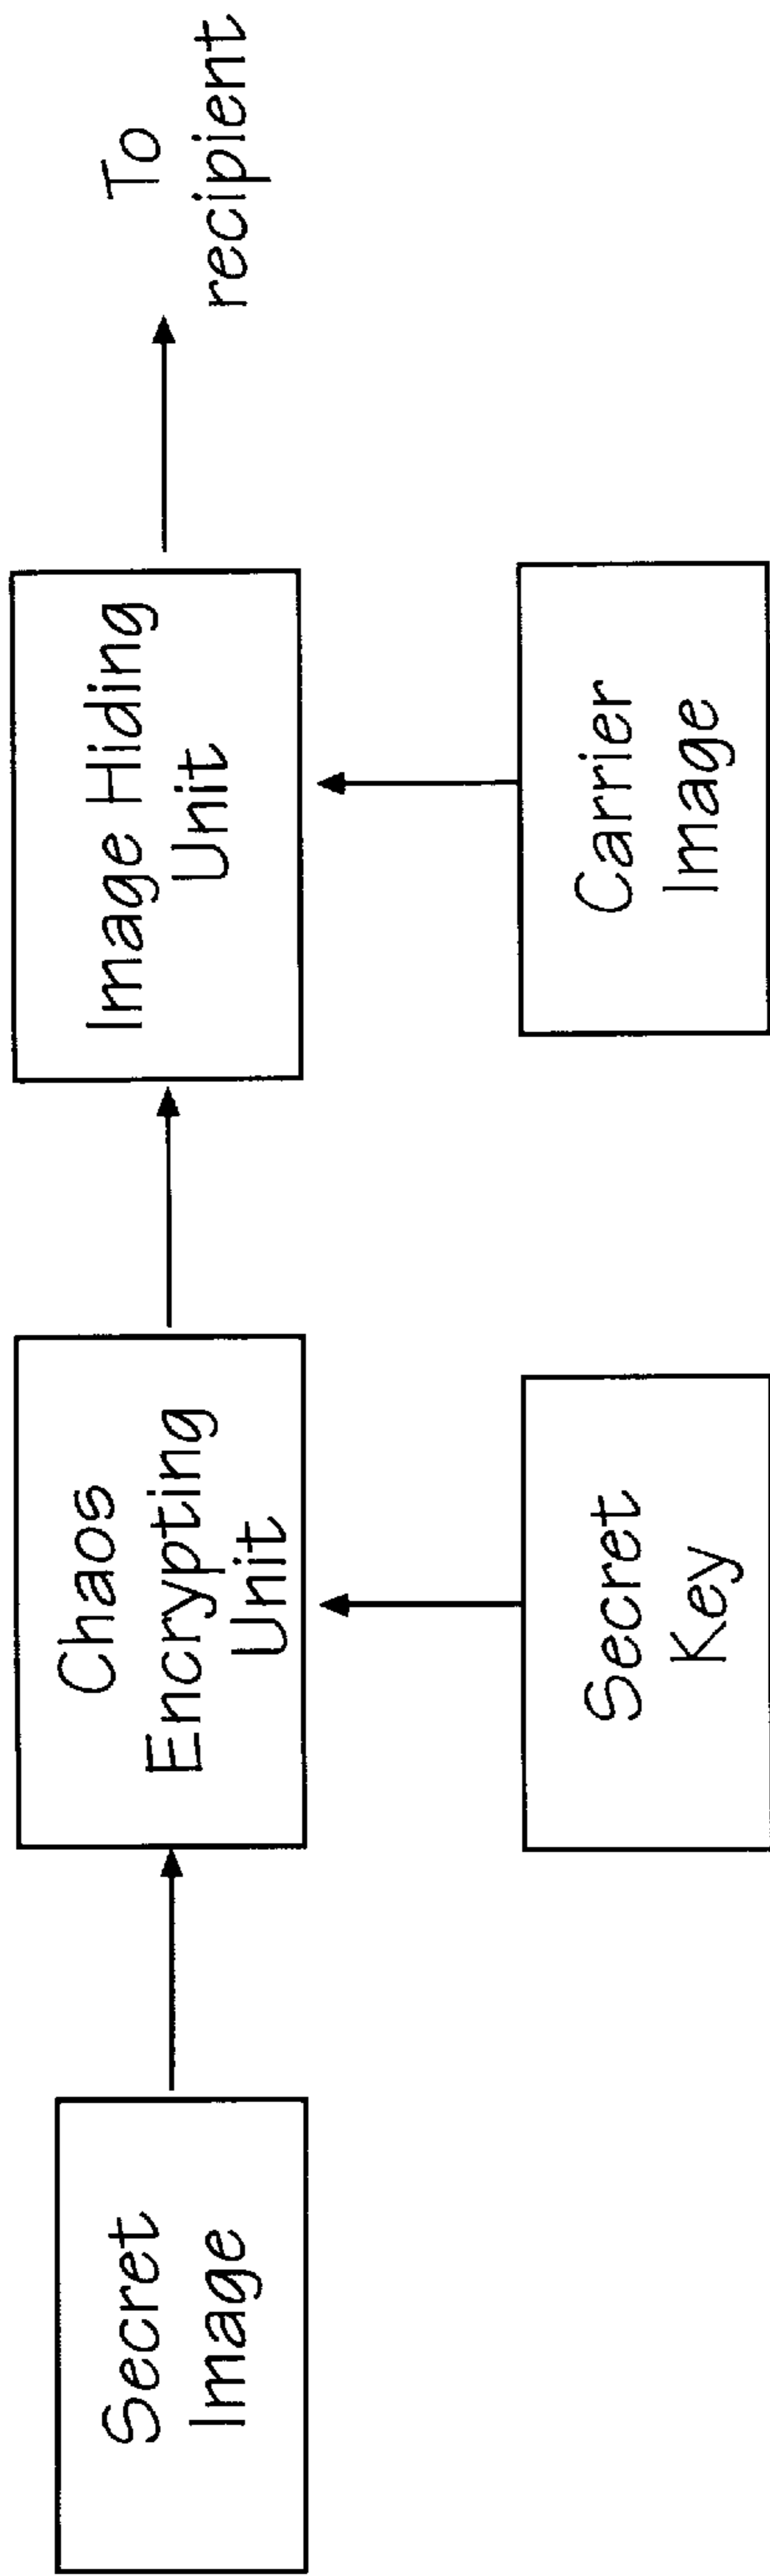 Secret
Image
Chaos
Encrypting
Unit
Image Hiding
Unit
To
recipient
Secret
Key
Carrier
Image